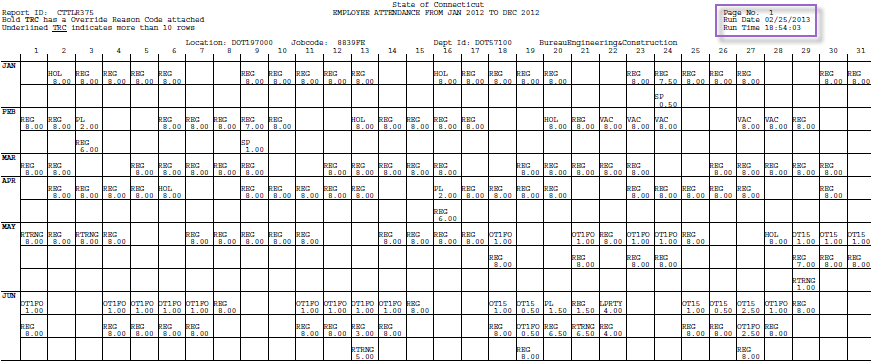 State of Connecticut
Report ID: CTTLR375
EMPLOYEE ATTENDANCE FROM JAN 2012 TO DEC 2012
Page No. 1
Bold TRC has a Override Reason Code attached
Run Date 02/25/2013
Underlined TRC indicates more than 10 rows
Run Time 18:54:03
Location: DOT197000 Jobcode: 8839FE Dept Id: DOT57100 BureauEngineering&Construction
1 2 3 4 5 6 7 8 9 10 11 12 13 14 15 16 17 18 19 20 21 22 23 24 25 26 27 28 29 30 31
JAN
HOL REG REG REG REG REG REG REG REG REG HOL REG REG REG REG REG REG REG REG REG REG REG
8.00 8.00 8.00 8.00 8.00 8.00 8.00 8.00 8.00 8.00 8.00 8.00 8.00 8.00 8.00 8.00 7.50 8.00 8.00 8.00 8.00 8.00
SP
0.50
FEB
REG REG PL REG REG REG REG REG HOL REG REG REG REG HOL REG VAC VAC VAC VAC VAC REG
8.00 8.00 2.00 8.00 8.00 8.00 7.00 8.00 8.00 8.00 8.00 8.00 8.00 8.00 8.00 8.00 8.00 8.00 8.00 8.00 8.00
REG SP
6.00 1.00
MAR
REG REG REG REG REG REG REG REG REG REG REG REG REG REG REG REG REG REG REG REG REG REG
8.00 8.00 8.00 8.00 8.00 8.00 8.00 8.00 8.00 8.00 8.00 8.00 8.00 8.00 8.00 8.00 8.00 8.00 8.00 8.00 8.00 8.00
APR
REG REG REG REG HOL REG REG REG REG REG PL REG REG REG REG REG REG REG REG REG REG
8.00 8.00 8.00 8.00 8.00 8.00 8.00 8.00 8.00 8.00 2.00 8.00 8.00 8.00 8.00 8.00 8.00 8.00 8.00 8.00 8.00
REG
6.00
MAY
RTRNG REG RTRNG REG REG REG REG REG REG REG REG REG REG OT1FO OT1FO REG OT1FO OT1FO REG HOL OT15 OT15 OT15
8.00 8.00 8.00 8.00 8.00 8.00 8.00 8.00 8.00 8.00 8.00 8.00 8.00 1.00 1.00 8.00 1.00 1.00 8.00 8.00 1.00 1.00 1.00
REG REG REG REG REG REG REG
8.00 8.00 8.00 8.00 7.00 8.00 8.00
RTRNG
1.00
JUN
OT1FO OT1FO OT1FO OT1FO OT1FO REG OT1FO OT1FO OT1FO OT1FO REG OT15 OT15 PL REG LPRTY OT15 OT15 OT15 OT1FO REG
1.00 1.00 1.00 1.00 1.00 8.00 1.00 1.00 1.00 1.00 8.00 1.00 0.50 1.50 1.50 4.00 1.00 0.50 2.50 1.00 8.00
REG REG REG REG REG REG REG REG REG REG OT1FO REG RTRNG REG REG REG OT1FO REG
8.00 8.00 8.00 8.00 8.00 8.00 8.00 3.00 8.00 8.00 0.50 6.50 6.50 4.00 8.00 8.00 2.50 8.00
RTRNG REG REG
5.00 8.00 8.00